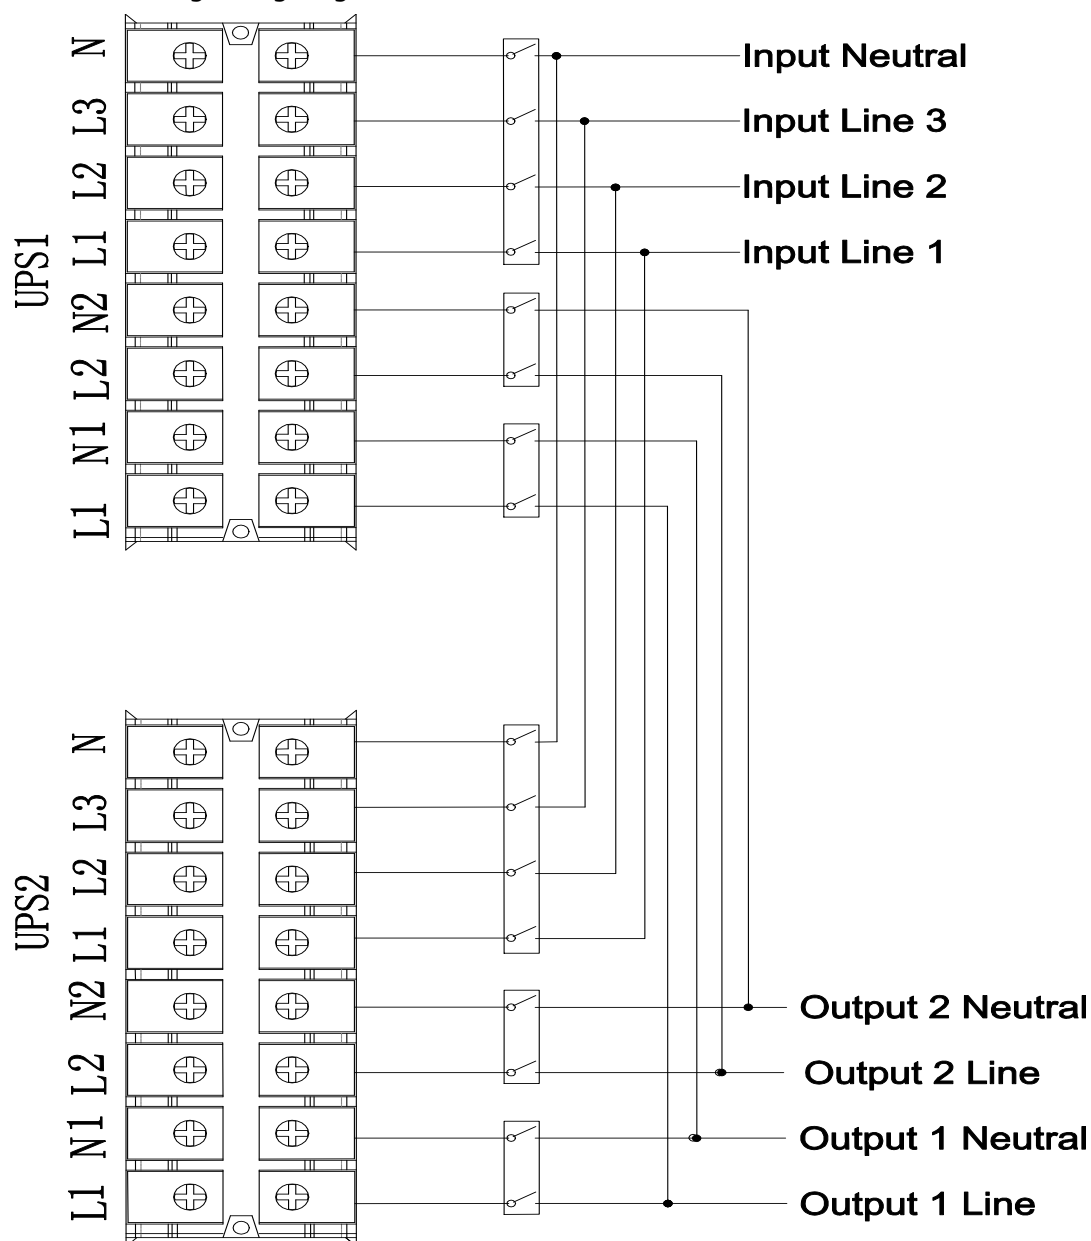 N
Input Neutral
L3
Input Line 3
L2
Input Line 2
UPS1
L1
Input Line 1
N2
L2
N1
L1
N
L3
L2
UPS2
L1
N2
Output 2 Neutral
L2
Output 2 Line
N1
Output 1 Neutral
L1
Output 1 Line